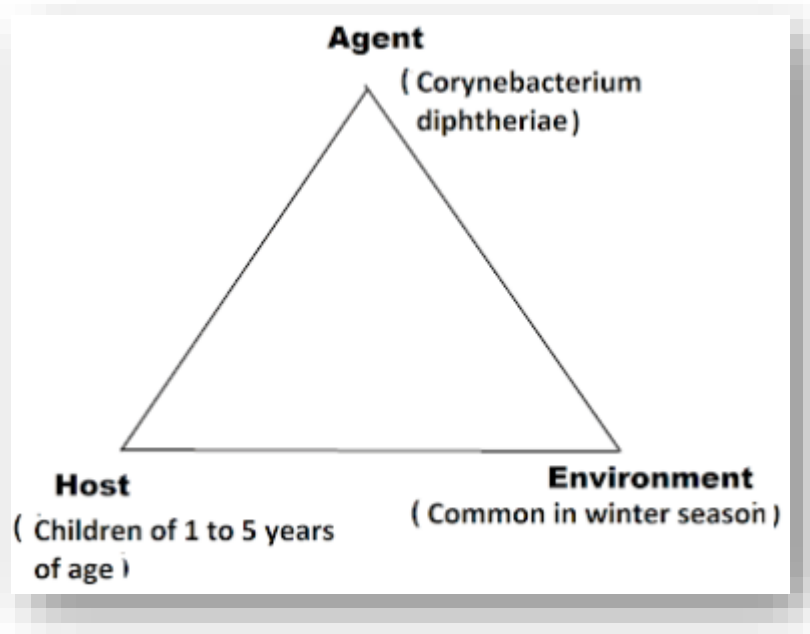 Agent
( Corynebacterium
diphtheriae)
Host
( Children of 1 to 5 years
of age )
Environment
( Common in winter season )